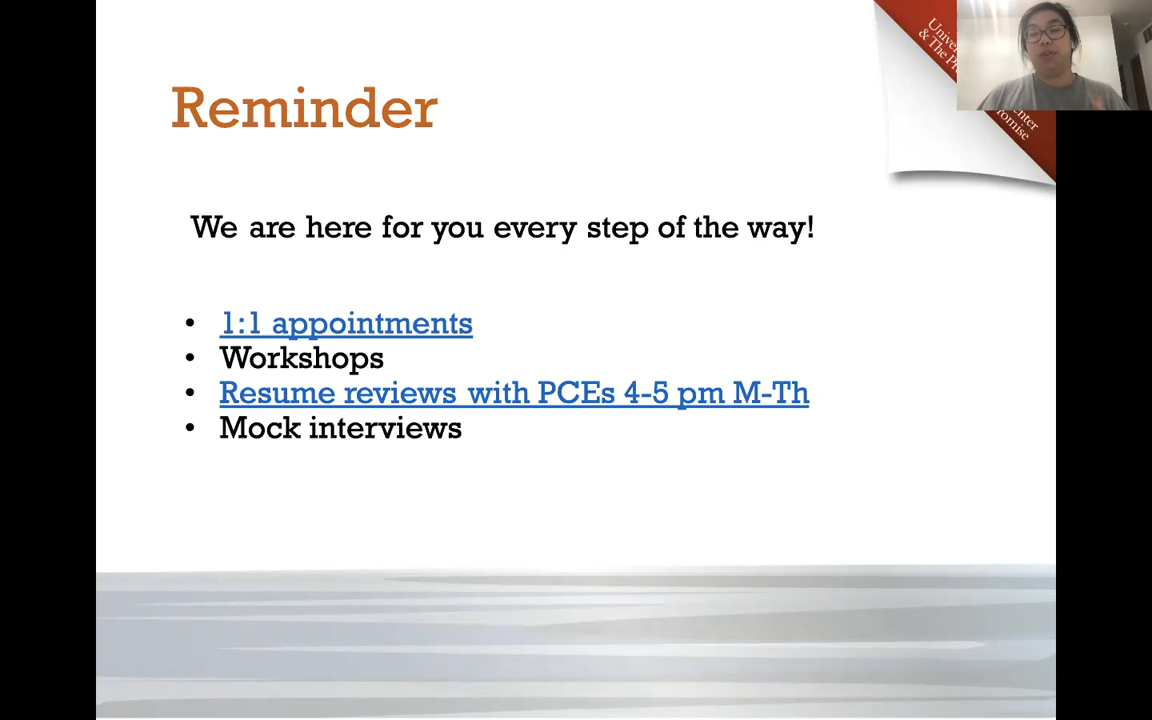 Reminder
We are here for you every step of the way!
• 1:1 appointments
• Workshops
• Resume reviews with PCEs 4-5 pm M-Th
• Mock interviews
& The